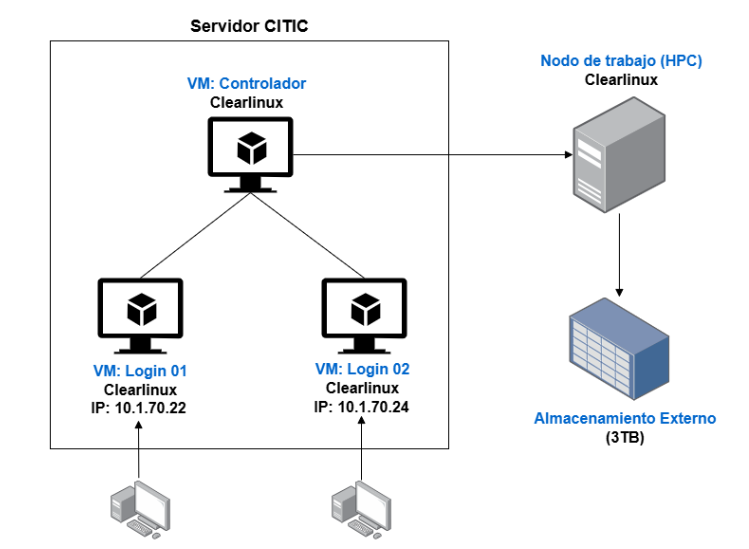 Servidor CITIC
VM: Controlador
Clearlinux
Nodo de trabajo (HPC)
Clearlinux
VM: Login 01
Clearlinux
IP: 10.1.70.22
VM: Login 02
Clearlinux
IP: 10.1.70.24
Almacenamiento Externo
(3TB)